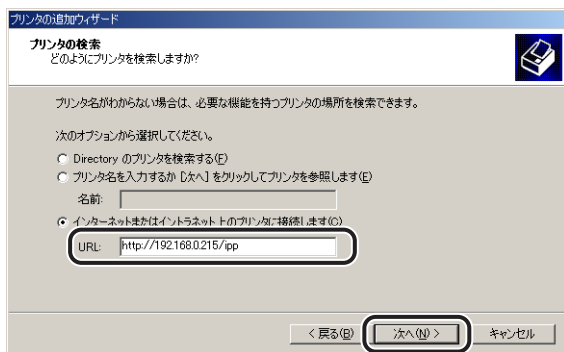 プリンタの追加ウィザード
プリンタの検索
どのようにプリンタを検索しますか?
プリンタ名がわからない場合は、必要な機能を持つプリンタの場所を検索できます。
次のオプションから選択してください。
Directory のプリンタを検索する(F)
プリンタ名を入力するか [次へ] をクリックしてプリンタを参照します(E)
名前:
インターネットまたはイントラネット上のプリンタに接続します(C)
URL: http://192.168.0.215/ipp
< 戻る(B) 次へ(N) > キャンセル